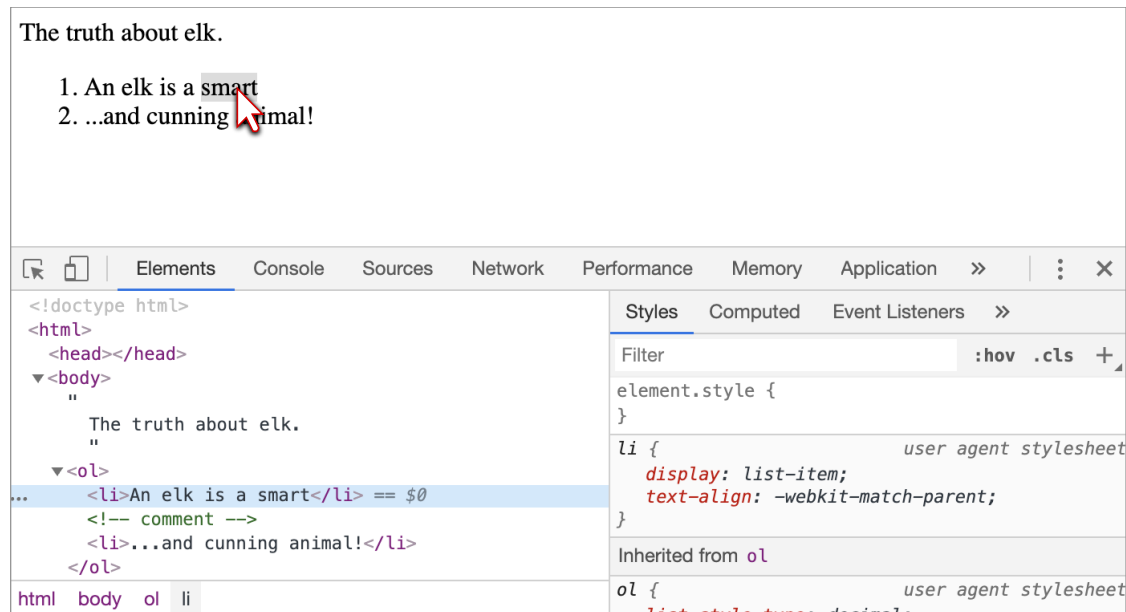 The truth about elk.
1. An elk is a smart
2. ...and cunning animal!
Elements Console Sources Network Performance Memory Application »
<!doctype html>
<html>
<head></head>
▼<body>
"
The truth about elk.
"
▼<ol>
... <li>An elk is a smart</li> == $0
<!-- comment -->
<li>...and cunning animal!</li>
</ol>
html body ol li
Styles Computed Event Listeners »
Filter :hov .cls +
element.style {
}
li { user agent stylesheet
display: list-item;
text-align: -webkit-match-parent;
}
Inherited from ol
ol { user agent stylesheet